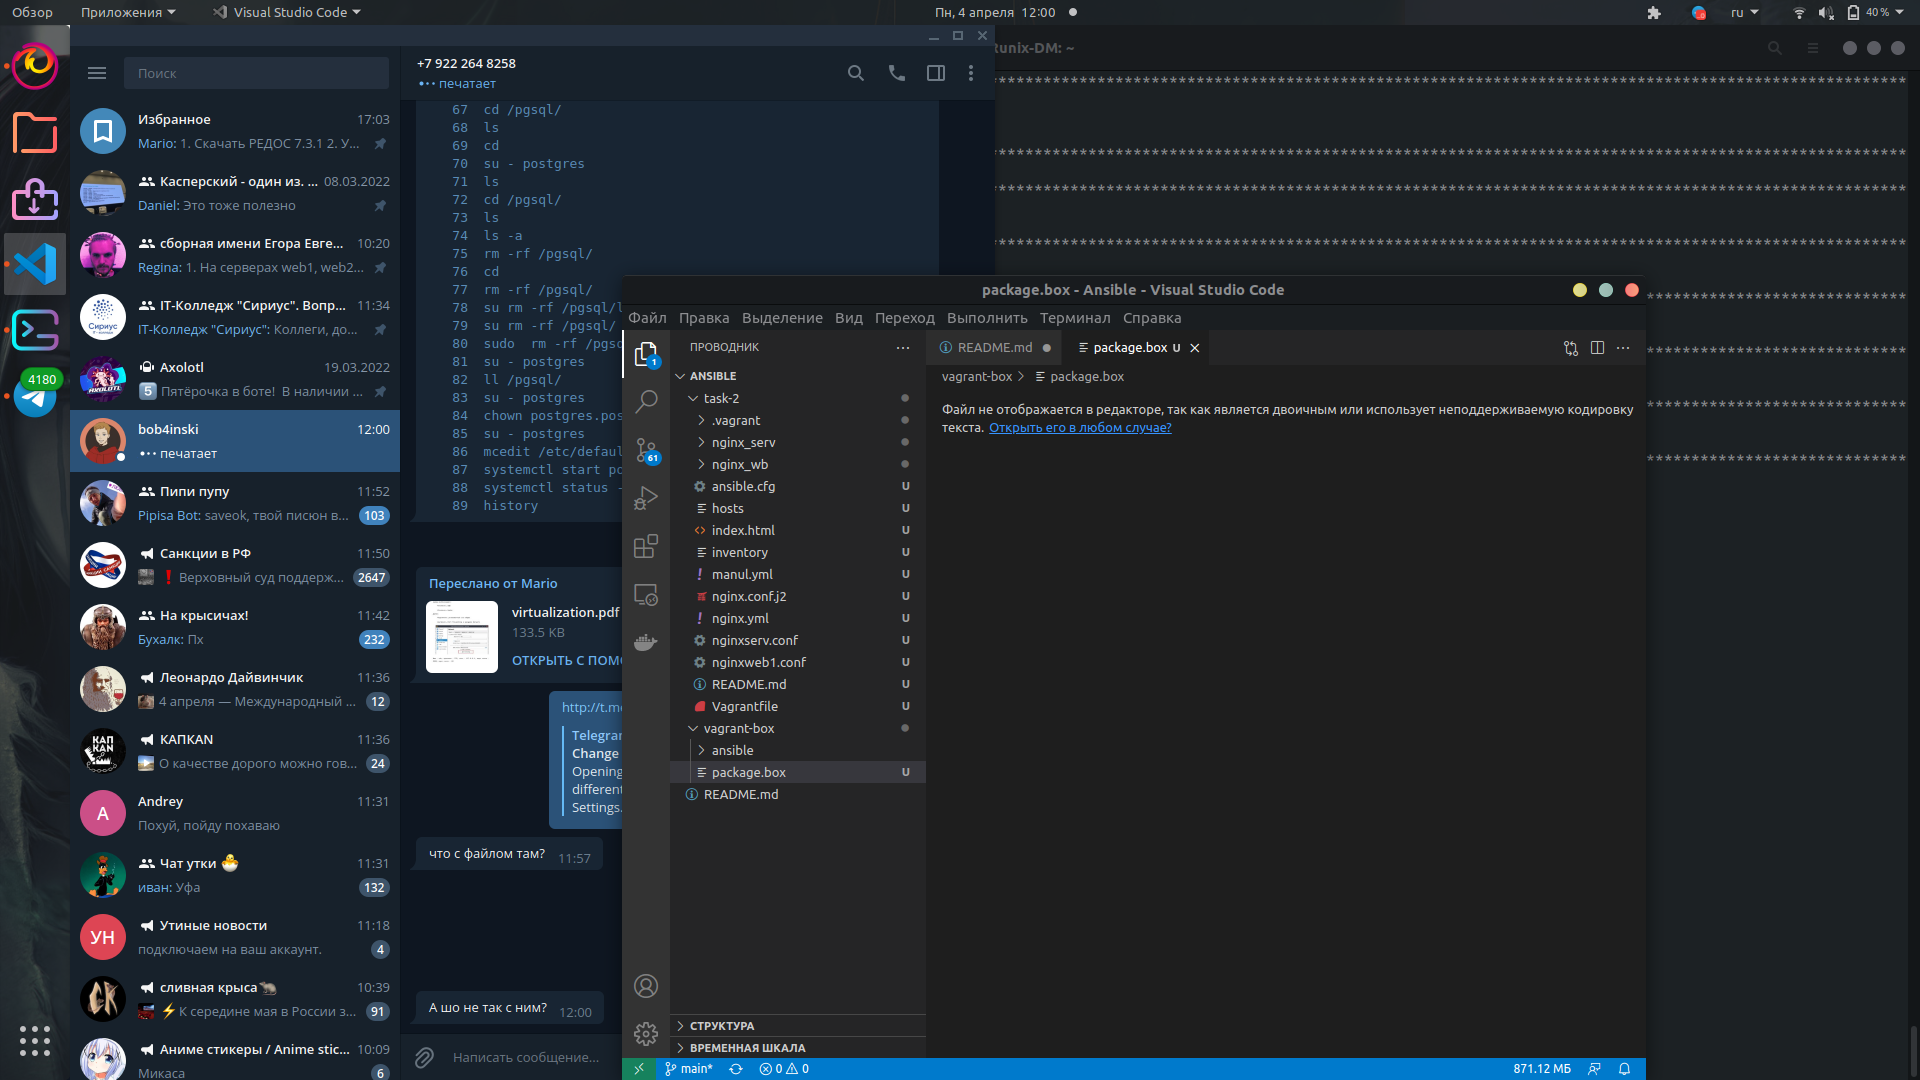 Обзор
Приложения
Visual Studio Code
Пн, 4 апреля 12:00
ru
40 %
Поиск
Избранное 17:03
Mario: 1. Скачать РЕДОС 7.3.1 2. У...
Касперский - один из. ... 08.03.2022
Daniel: Это тоже полезно
сборная имени Егора Евге... 10:20
Regina: 1. На серверах web1, web2...
IT-Колледж "Сириус". Вопр... 11:34
IT-Колледж "Сириус": Коллеги, до...
Axolotl 19.03.2022
5 Пятёрочка в боте! В наличии ...
4180
bob4inski 12:00
печатает
Пипи пупу 11:52
Pipisa Bot: saveok, твой писюн в... 103
Санкции в РФ 11:50
Верховный суд поддерж... 2647
На крысичах! 11:42
Бухалк: Пх 232
Леонардо Дайвинчик 11:36
4 апреля — Международный ... 12
КАПКАН 11:36
О качестве дорого можно гов... 24
A
Andrey 11:31
Похуй, пойду похаваю
Чат утки 11:31
иван: Уфа 132
УН
Утиные новости 11:18
подключаем на ваш аккаунт. 4
сливная крыса 10:39
К середине мая в России з... 91
Аниме стикеры / Anime stic... 10:09
Микаса 6
+7 922 264 8258
печатает
67 cd /pgsql/
68 ls
69 cd
70 su - postgres
71 ls
72 cd /pgsql/
73 ls
74 ls -a
75 rm -rf /pgsql/
76 cd
77 rm -rf /pgsql/
78 su rm -rf /pgsql/
79 su rm -rf /pgsql/
80 sudo rm -rf /pgs
81 su - postgres
82 ll /pgsql/
83 su - postgres
84 chown postgres.pos
85 su - postgres
86 mcedit /etc/defaul
87 systemctl start po
88 systemctl status -
89 history
Переслано от Mario
virtualization.pdf
133.5 KB
ОТКРЫТЬ С ПОМО
http://t.me
Telegram
Change
Opening
different
Settings.
что с файлом там? 11:57
А шо не так с ним? 12:00
Написать сообщение...
unix-DM: ~
package.box - Ansible - Visual Studio Code
Файл Правка Выделение Вид Переход Выполнить Терминал Справка
1
61
ПРОВОДНИК
ANSIBLE
task-2
.vagrant
nginx_serv
nginx_wb
ansible.cfg U
hosts U
index.html U
inventory U
manul.yml U
nginx.conf.j2 U
nginx.yml U
nginxserv.conf U
nginxweb1.conf U
README.md U
Vagrantfile U
vagrant-box
ansible
package.box U
README.md
СТРУКТУРА
ВРЕМЕННАЯ ШКАЛА
README.md
package.box U
vagrant-box > package.box
Файл не отображается в редакторе, так как является двоичным или использует неподдерживаемую кодировку
текста. Открыть его в любом случае?
main* 0 0 871.12 МБ